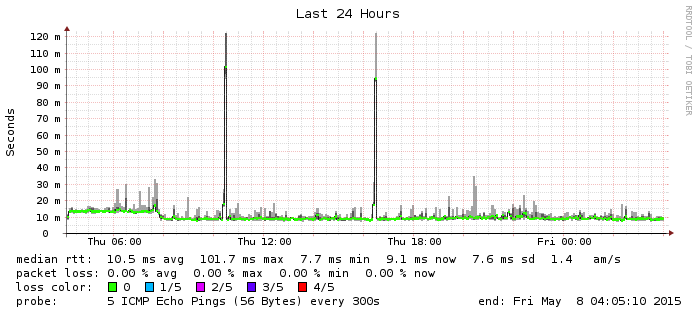 Last 24 Hours
RRDTOOL / TOBI OETIKER
Seconds
120 m
110 m
100 m
90 m
80 m
70 m
60 m
50 m
40 m
30 m
20 m
10 m
0
Thu 06:00 Thu 12:00 Thu 18:00 Fri 00:00
median rtt: 10.5 ms avg 101.7 ms max 7.7 ms min 9.1 ms now 7.6 ms sd 1.4 am/s
packet loss: 0.00 % avg 0.00 % max 0.00 % min 0.00 % now
loss color: 0 1/5 2/5 3/5 4/5
probe: 5 ICMP Echo Pings (56 Bytes) every 300s end: Fri May 8 04:05:10 2015